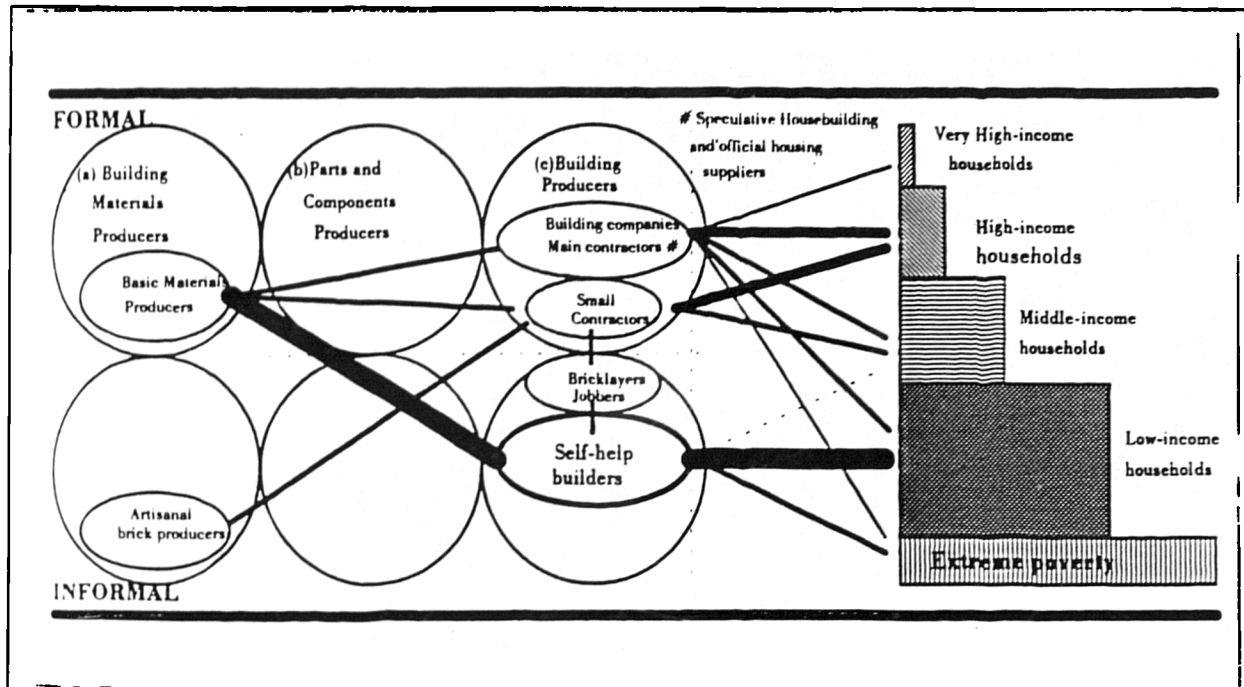 FORMAL
(a) Building
Materials
Producers
Basic Materials
Producers
(b)Parts and
Components
Producers
(c)Building
Producers
Building companies
Main contractors #
Small
Contractors
Bricklayers
Jobbers
Self-help
builders
Artisanal
brick producers
# Speculative Housebuilding
and official housing
suppliers
Very High-income
households
High-income
households
Middle-income
households
Low-income
households
Extreme poverly
INFORMAL